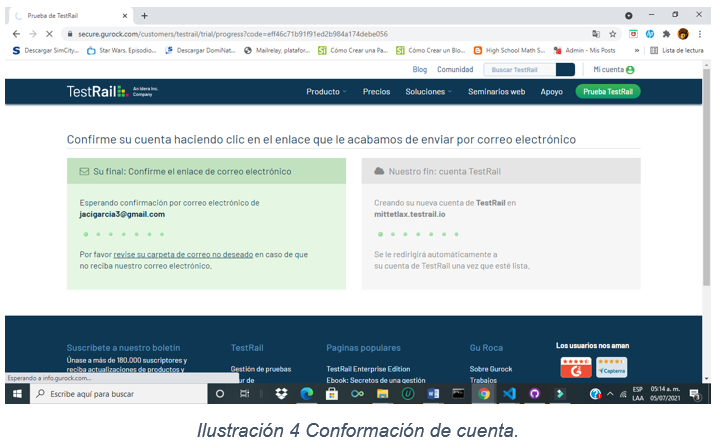 Prueba de TestRail
secure.gurock.com/customers/testrail/trial/progress?code=eff46c71b91f91ed2b984a174debe056
Descargar SimCity... Star Wars. Episodio... Descargar DomiNat... Mailrelay, platafor... Cómo Crear un Pa... Cómo Crear un Blo... High School Math S... Admin - Mis Posts » Lista de lectura
Blog Comunidad Buscar TestRail Mi cuenta
TestRail An Idera Inc. Company Producto Precios Soluciones Seminarios web Apoyo Prueba TestRail
Confirme su cuenta haciendo clic en el enlace que le acabamos de enviar por correo electrónico
Su final: Confirme el enlace de correo electrónico
Esperando confirmación por correo electrónico de
jacigarcia3@gmail.com
Por favor revise su carpeta de correo no deseado en caso de que
no reciba nuestro correo electrónico.
Nuestro fin: cuenta TestRail
Creando su nueva cuenta de TestRail en
mittetlax.testrail.io
Se le redirigirá automáticamente a
su cuenta de TestRail una vez que esté lista.
Suscríbete a nuestro boletín
Únase a más de 180.000 suscriptores y
reciba actualizaciones de productos y
TestRail
Gestión de pruebas
Paginas populares
TestRail Enterprise Edition
Ebook: Secretos de una gestión
Gu Roca
Sobre Gurock
Trabajos
Los usuarios nos aman
Capterra
Esperando a info.gurock.com...
Escribe aquí para buscar
ESP
LAA
05:14 a. m.
05/07/2021
Ilustración 4 Conformación de cuenta.